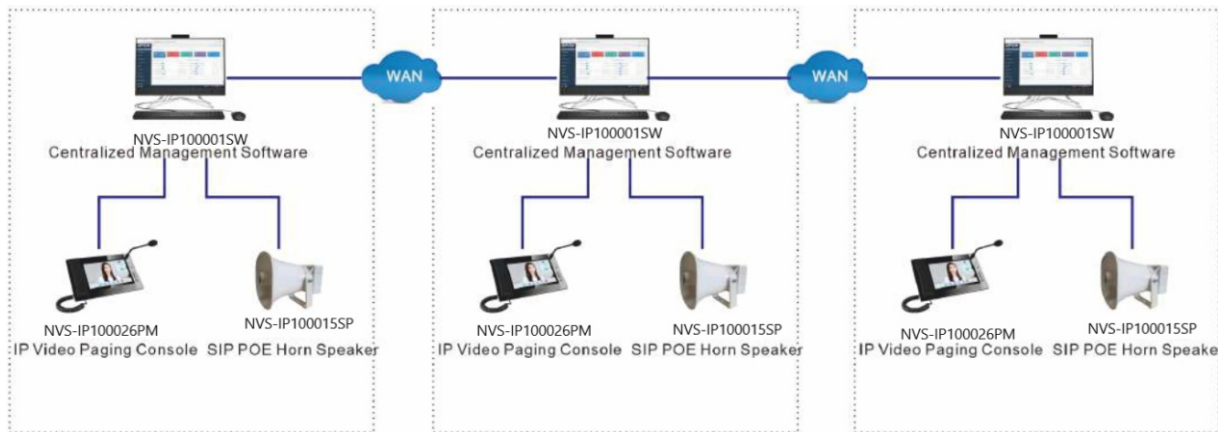 WAN
WAN
NVS-IP100001SW
Centralized Management Software
NVS-IP100001SW
Centralized Management Software
NVS-IP100001SW
Centralized Management Software
NVS-IP100026PM
IP Video Paging Console
NVS-IP100015SP
SIP POE Horn Speaker
NVS-IP100026PM
IP Video Paging Console
NVS-IP100015SP
SIP POE Horn Speaker
NVS-IP100026PM
IP Video Paging Console
NVS-IP100015SP
SIP POE Horn Speake